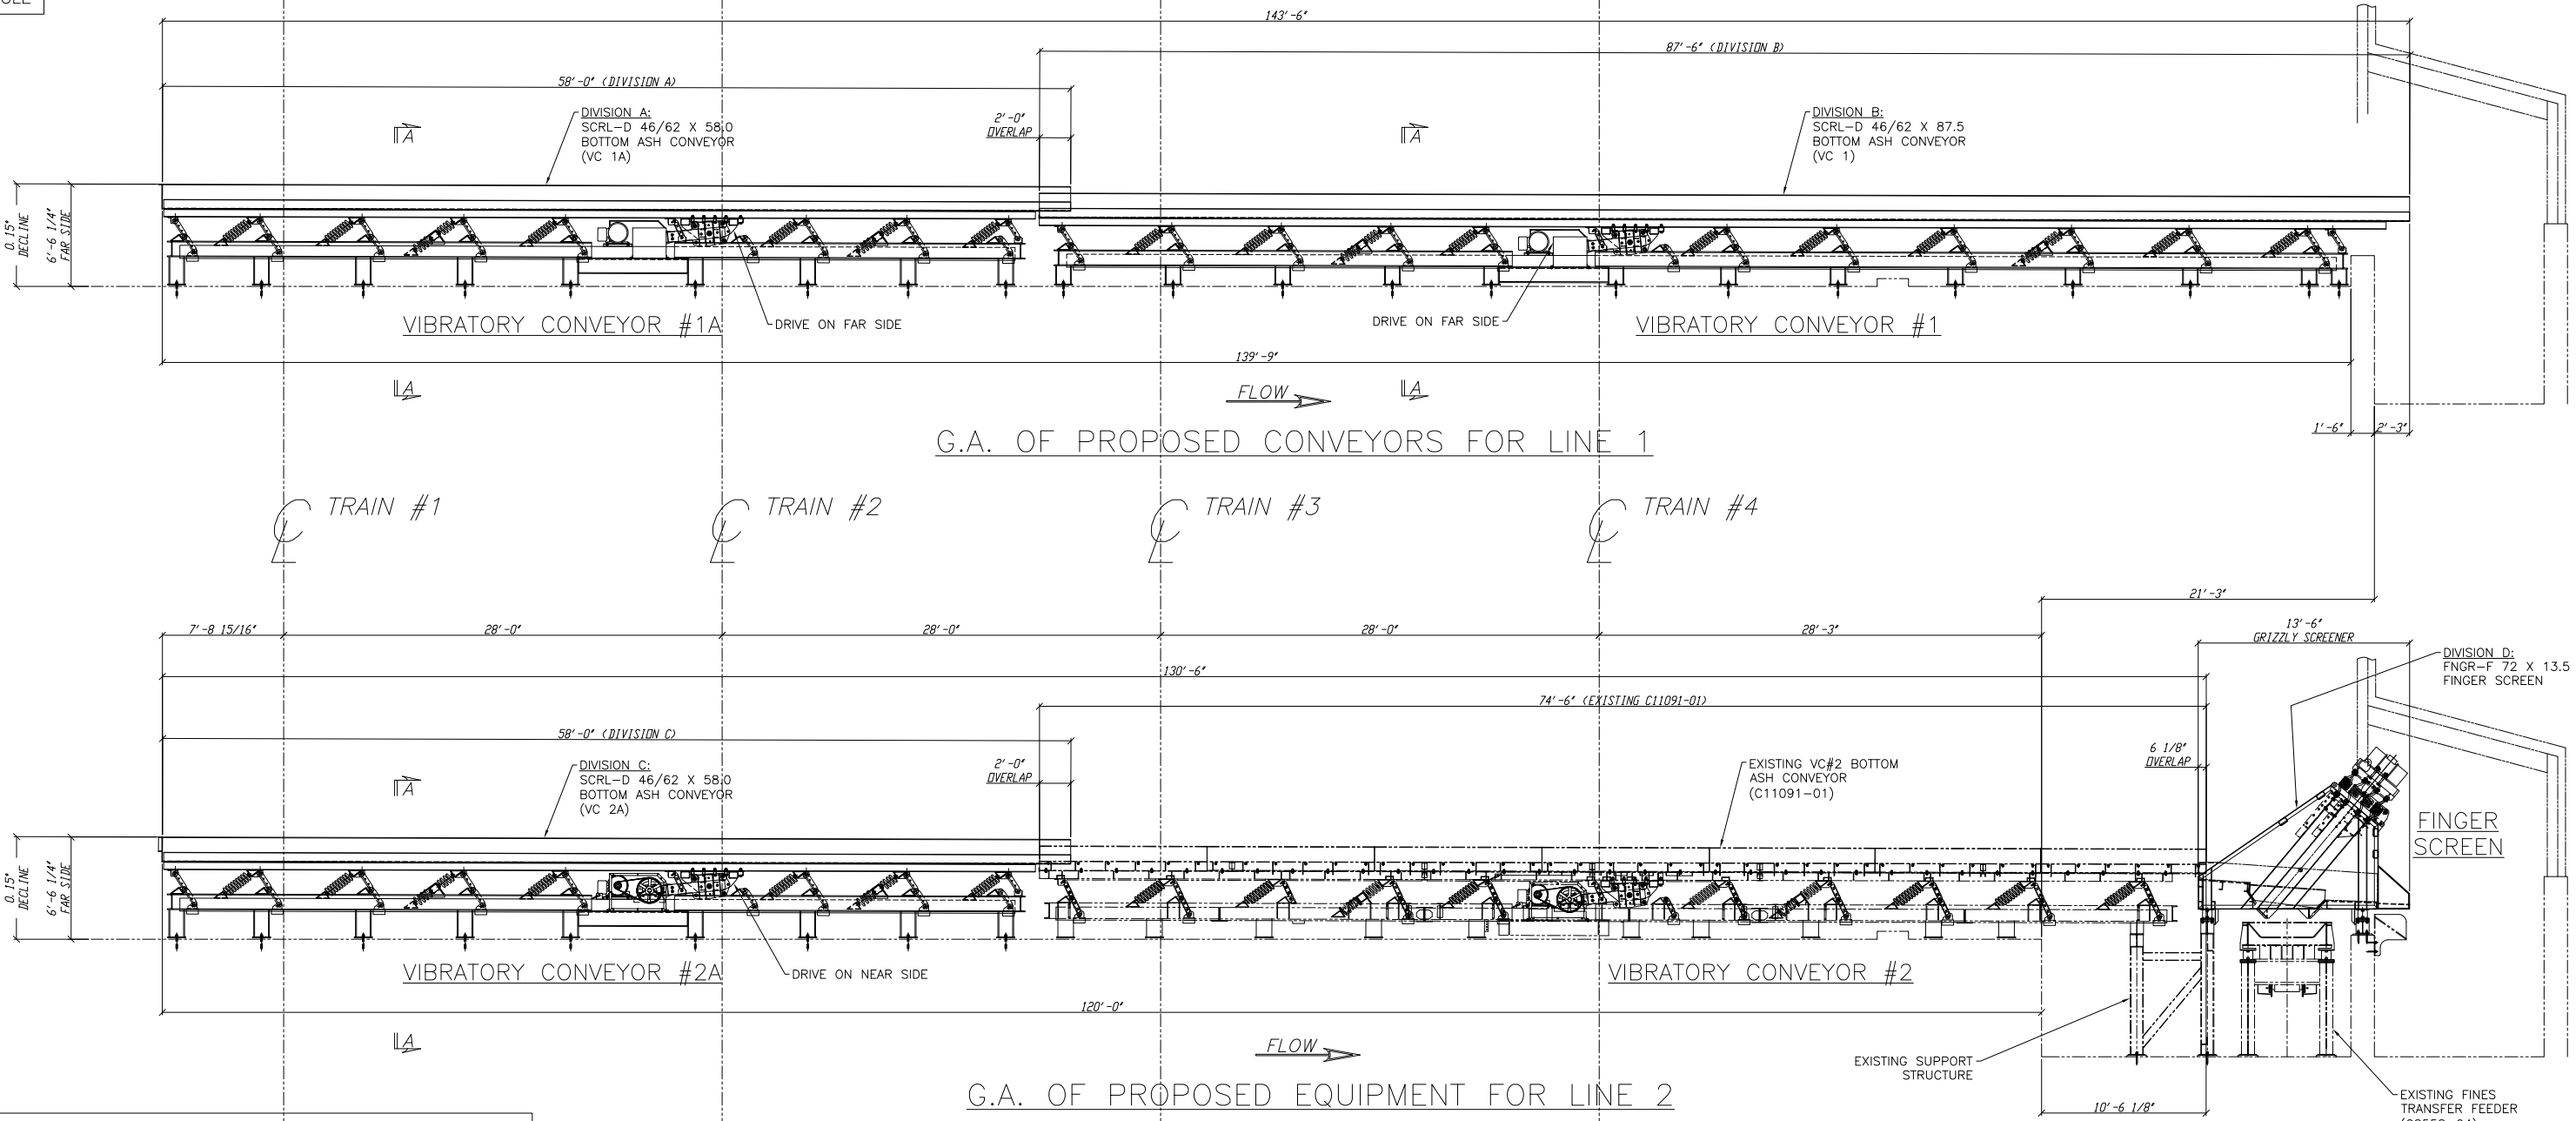 143'-6"
87'-6" (DIVISION B)
58'-0" (DIVISION A)
DIVISION A:
SCRL-D 46/62 X 58.0
BOTTOM ASH CONVEYOR
(VC 1A)
2'-0"
OVERLAP
DIVISION B:
SCRL-D 46/62 X 87.5
BOTTOM ASH CONVEYOR
(VC 1)
A
A
0.15°
DECLINE
6'-6 1/4"
FAR SIDE
VIBRATORY CONVEYOR #1A
DRIVE ON FAR SIDE
DRIVE ON FAR SIDE
VIBRATORY CONVEYOR #1
139'-9"
A
FLOW
A
G.A. OF PROPOSED CONVEYORS FOR LINE 1
1'-6"
2'-3"
TRAIN #1
TRAIN #2
TRAIN #3
TRAIN #4
21'-3"
7'-8 15/16"
28'-0"
28'-0"
28'-0"
28'-3"
13'-6"
GRIZZLY SCREENER
130'-6"
DIVISION D:
FNGR-F 72 X 13.5
FINGER SCREEN
74'-6" (EXISTING C11091-01)
58'-0" (DIVISION C)
DIVISION C:
SCRL-D 46/62 X 58.0
BOTTOM ASH CONVEYOR
(VC 2A)
2'-0"
OVERLAP
EXISTING VC#2 BOTTOM
ASH CONVEYOR
(C11091-01)
6 1/8"
OVERLAP
A
FINGER
SCREEN
0.15°
DECLINE
6'-6 1/4"
FAR SIDE
VIBRATORY CONVEYOR #2A
DRIVE ON NEAR SIDE
VIBRATORY CONVEYOR #2
120'-0"
A
FLOW
EXISTING SUPPORT
STRUCTURE
G.A. OF PROPOSED EQUIPMENT FOR LINE 2
10'-6 1/8"
EXISTING FINES
TRANSFER FEEDER